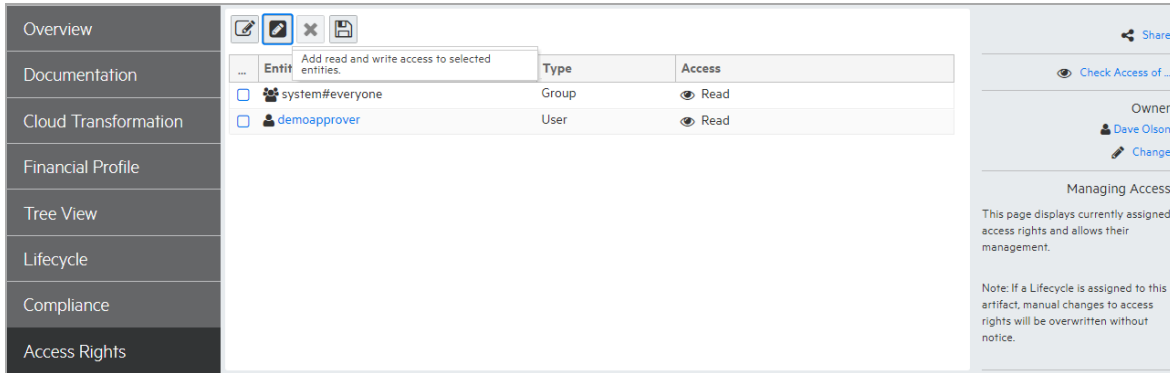 Overview
Documentation
Cloud Transformation
Financial Profile
Tree View
Lifecycle
Compliance
Access Rights
Add read and write access to selected
entities.
... Entit Type Access
system#everyone Group Read
demoapprover User Read
Share
Check Access of ...
Owner
Dave Olson
Change
Managing Access
This page displays currently assigned
access rights and allows their
management.
Note: If a Lifecycle is assigned to this
artifact, manual changes to access
rights will be overwritten without
notice.